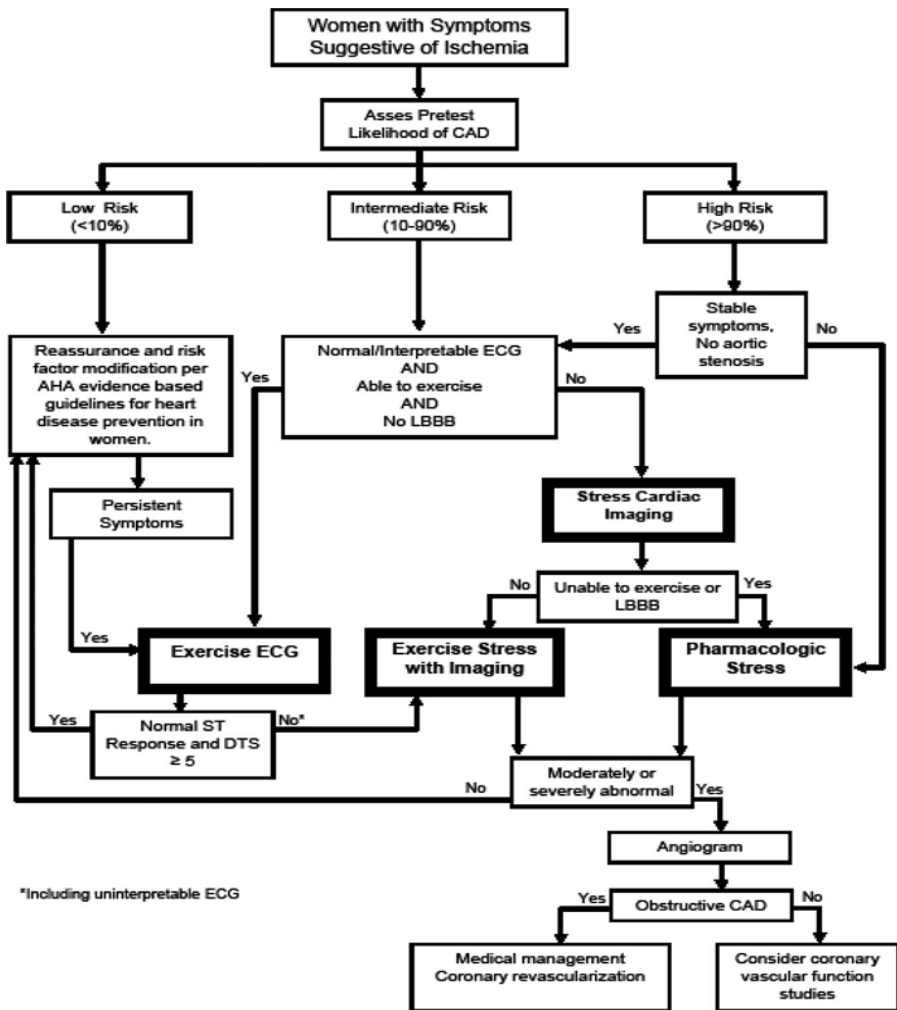 Women with Symptoms
Suggestive of Ischemia
Asses Pretest
Likelihood of CAD
Low Risk
(<10%)
Intermediate Risk
(10-90%)
High Risk
(>90%)
Stable
symptoms,
No aortic
stenosis
Yes
No
Reassurance and risk
factor modification per
AHA evidence based
guidelines for heart
disease prevention in
women.
Normal/Interpretable ECG
AND
Able to exercise
AND
No LBBB
Yes
No
Persistent
Symptoms
Stress Cardiac
Imaging
Unable to exercise or
LBBB
No
Yes
Yes
Exercise ECG
Exercise Stress
with Imaging
Pharmacologic
Stress
Yes
Normal ST
Response and DTS
≥ 5
No*
Moderately or
severely abnormal
No
Yes
Angiogram
*Including uninterpretable ECG
Yes
Obstructive CAD
No
Medical management
Coronary revascularization
Consider coronary
vascular function
studies